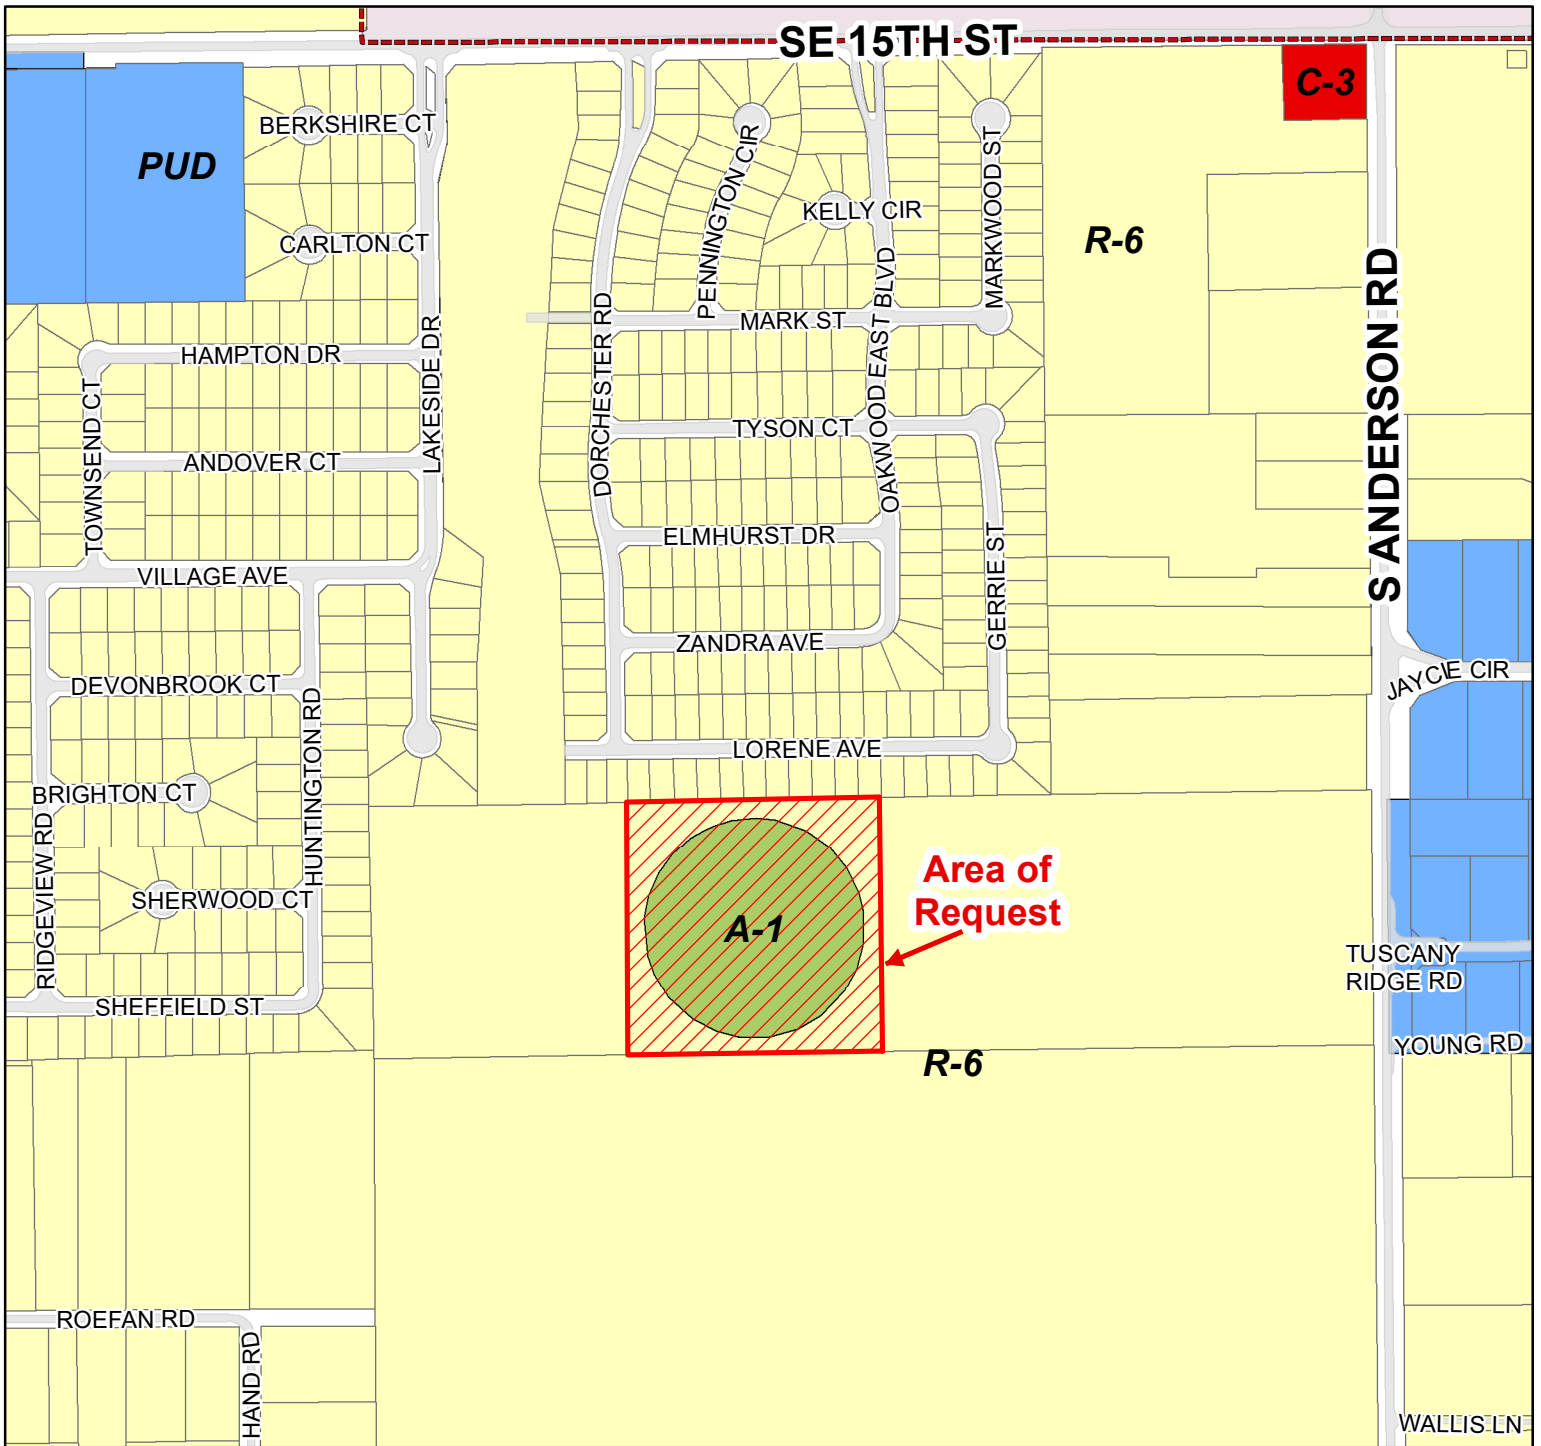 SE 15TH ST
C-3
BERKSHIRE CT
PUD
PENNINGTON CIR
MARKWOOD ST
KELLY CIR
CARLTON CT
R-6
S ANDERSON RD
DORCHESTER RD
OAKWOOD EAST BLVD
MARK ST
LAKESIDE DR
HAMPTON DR
TOWNSEND CT
TYSON CT
ANDOVER CT
ELMHURST DR
GERRIE ST
VILLAGE AVE
ZANDRA AVE
JAYCIE CIR
DEVONBROOK CT
HUNTINGTON RD
LORENE AVE
BRIGHTON CT
RIDGEVIEW RD
Area of
Request
SHERWOOD CT
A-1
TUSCANY
RIDGE RD
SHEFFIELD ST
YOUNG RD
R-6
ROEFAN RD
HAND RD
WALLIS LN